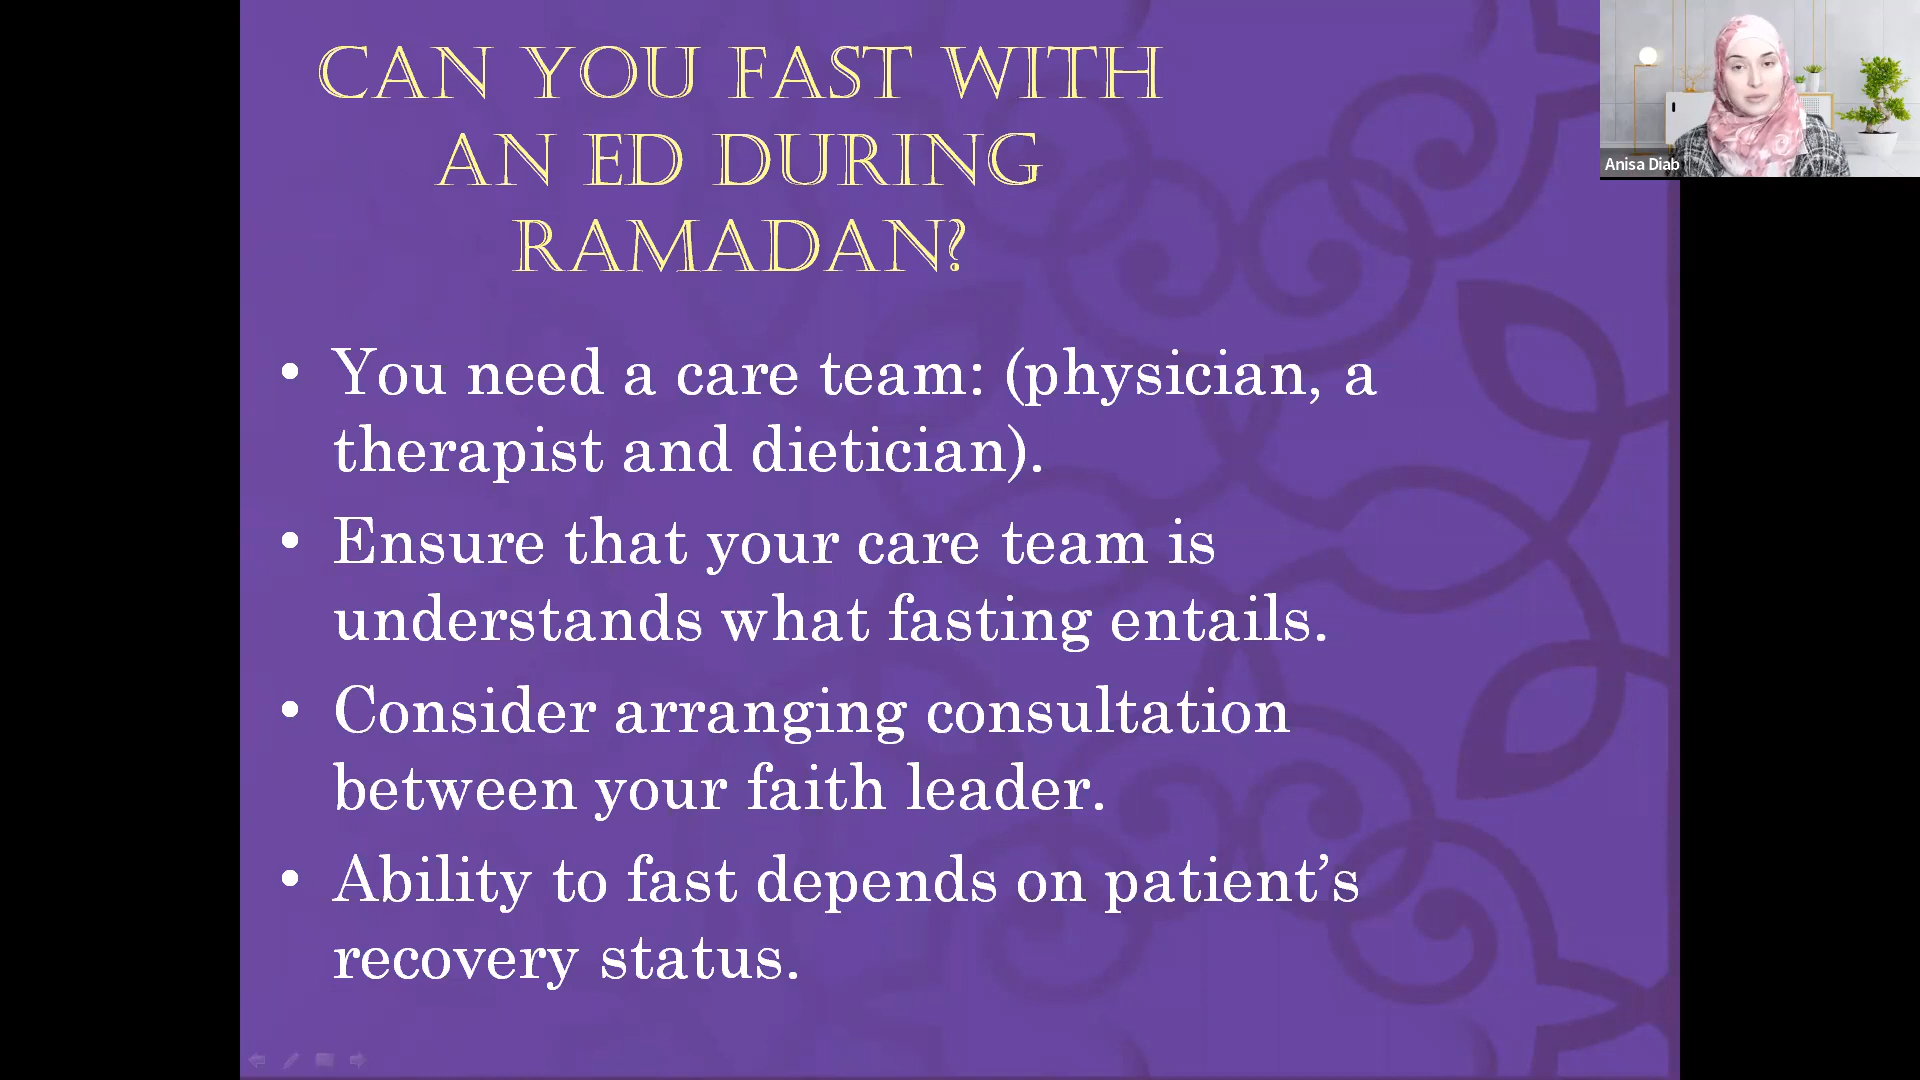 CAN YOU FAST WITH
AN ED DURING
RAMADAN?
• You need a care team: (physician, a
therapist and dietician).
• Ensure that your care team is
understands what fasting entails.
• Consider arranging consultation
between your faith leader.
• Ability to fast depends on patient’s
recovery status.
Anisa Diab